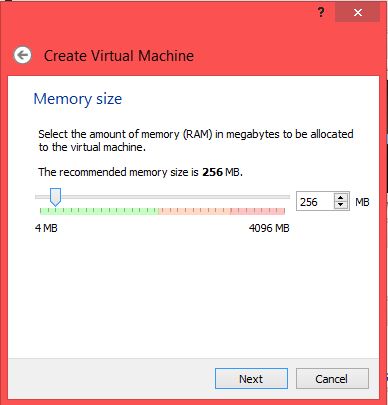 ?
Create Virtual Machine
Memory size
Select the amount of memory (RAM) in megabytes to be allocated
to the virtual machine.
The recommended memory size is 256 MB.
256 MB
4 MB 4096 MB
Next Cancel